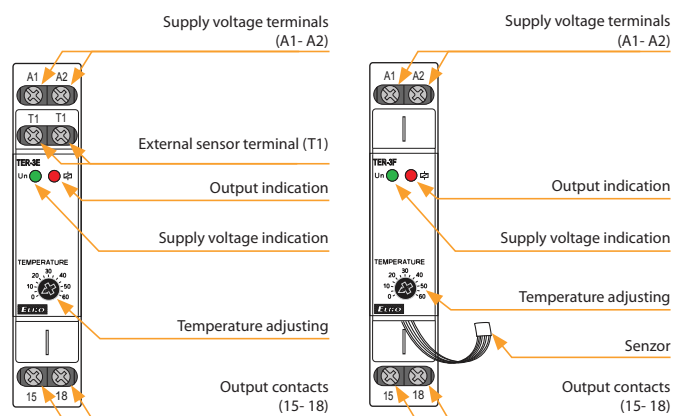 Supply voltage terminals
(A1- A2)
A1 A2
T1 T1
External sensor terminal (T1)
TER-3E
Un
Output indication
Supply voltage indication
TEMPERATURE
30
20 40
10 50
0 60
ELKO
Temperature adjusting
15 18
Output contacts
(15- 18)
Supply voltage terminals
(A1- A2)
A1 A2
TER-3F
Un
Output indication
Supply voltage indication
TEMPERATURE
30
20 40
10 50
0 60
ELKO
Temperature adjusting
Senzor
15 18
Output contacts
(15- 18)